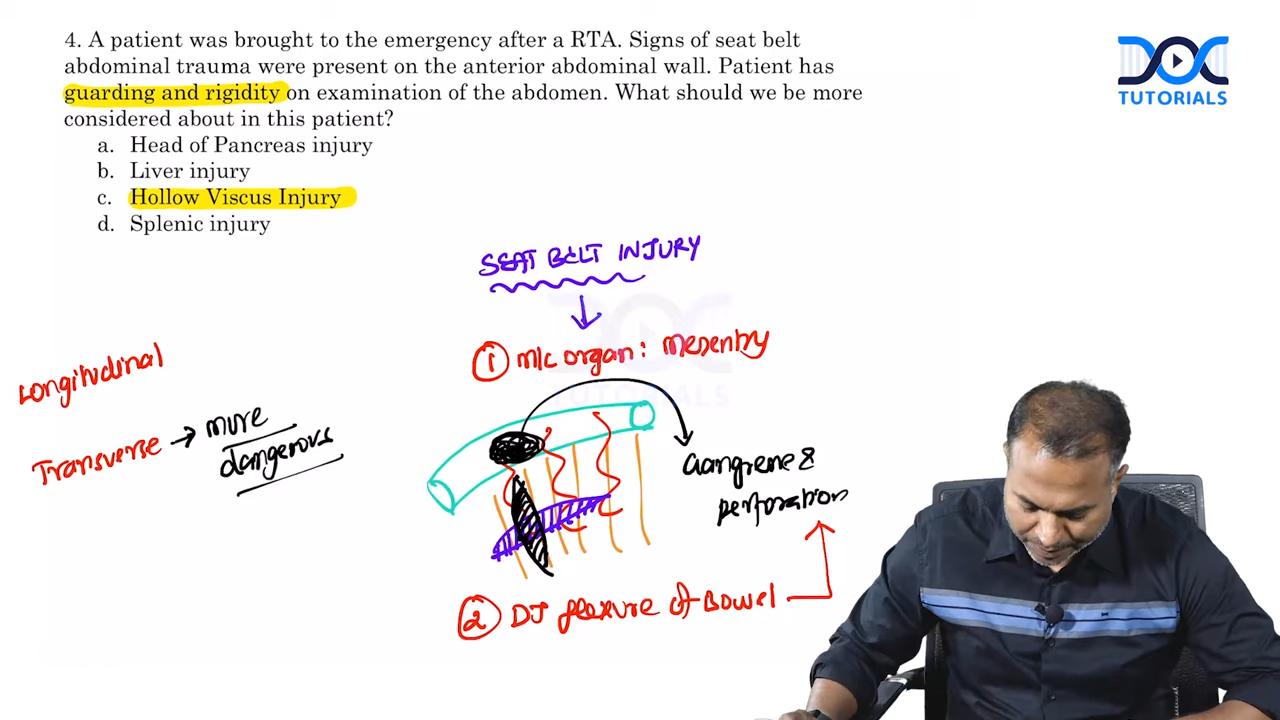 4. A patient was brought to the emergency after a RTA. Signs of seat belt
abdominal trauma were present on the anterior abdominal wall. Patient has
guarding and rigidity on examination of the abdomen. What should we be more
considered about in this patient?
a. Head of Pancreas injury
b. Liver injury
c. Hollow Viscus Injury
d. Splenic injury
DOC
TUTORIALS
SEAT BELT INJURY
DOC
TUTORIALS
1 M/c organ: mesentry
Longitudinal
Transverse → more
dangerous
Gangrene &
perforation
2 DJ flexure of Bowel